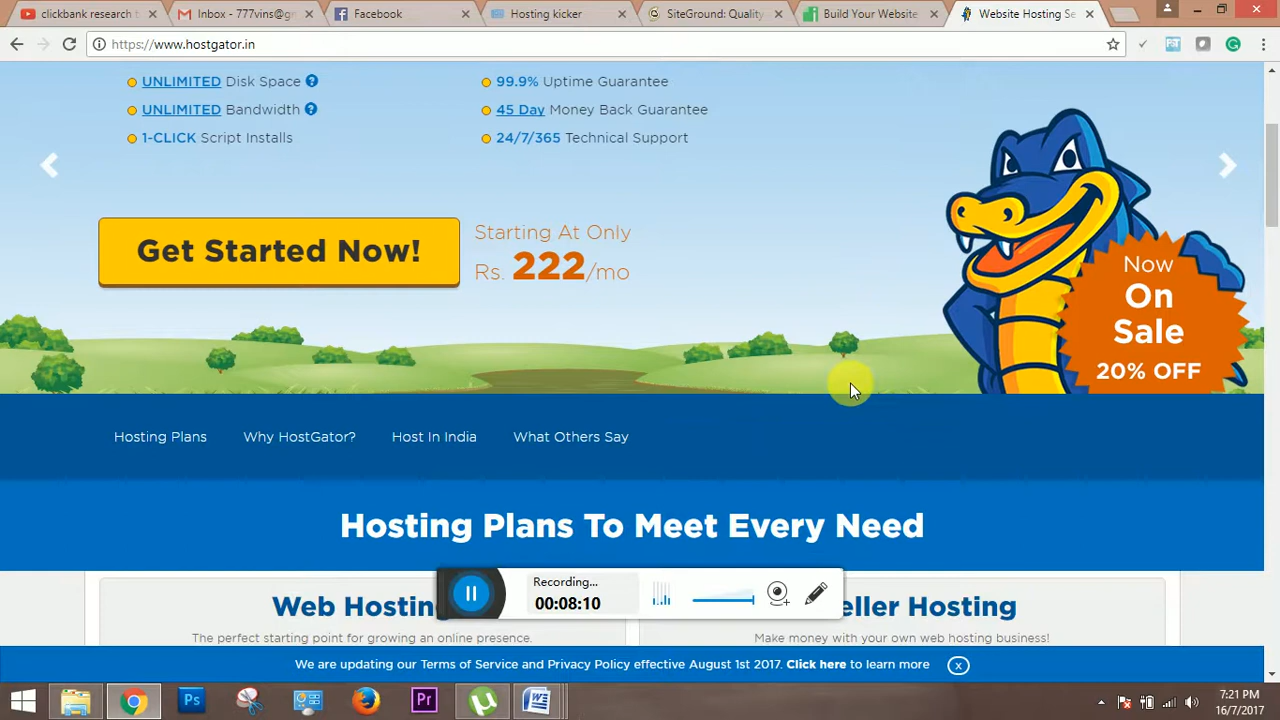 clickbank research t
Inbox - 777vins@gm
Facebook
Hosting kicker
SiteGround: Quality
Build Your Website
Website Hosting Se
https://www.hostgator.in
UNLIMITED Disk Space ?
99.9% Uptime Guarantee
UNLIMITED Bandwidth ?
45 Day Money Back Guarantee
1-CLICK Script Installs
24/7/365 Technical Support
Get Started Now!
Starting At Only
Rs. 222/mo
Now
On
Sale
20% OFF
Hosting Plans
Why HostGator?
Host In India
What Others Say
Hosting Plans To Meet Every Need
Recording...
00:08:10
Web Hosting
eller Hosting
The perfect starting point for growing an online presence.
Make money with your own web hosting business!
We are updating our Terms of Service and Privacy Policy effective August 1st 2017. Click here to learn more x
Ps
Pr
7:21 PM
16/7/2017